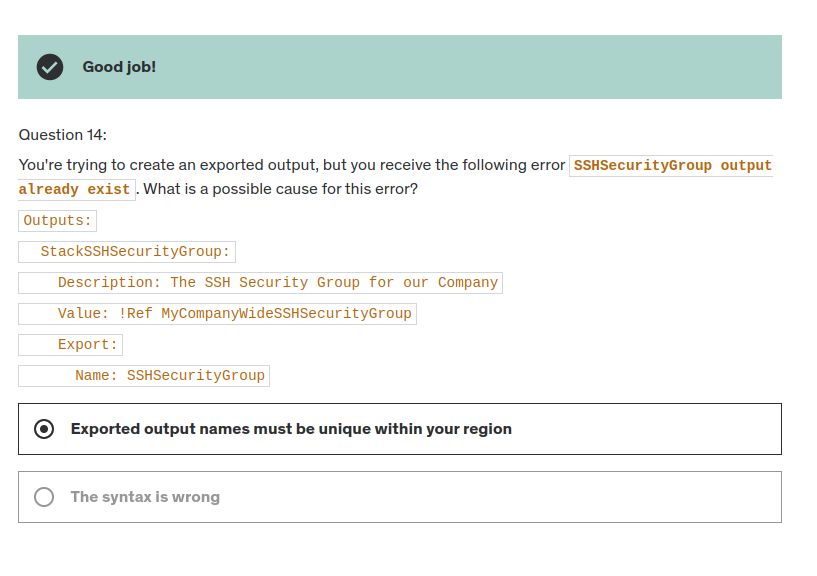 Good job!
Question 14:
You're trying to create an exported output, but you receive the following error SSHSecurityGroup output
already exist. What is a possible cause for this error?
Outputs:
  StackSSHSecurityGroup:
    Description: The SSH Security Group for our Company
    Value: !Ref MyCompanyWideSSHSecurityGroup
    Export:
      Name: SSHSecurityGroup
Exported output names must be unique within your region
The syntax is wrong